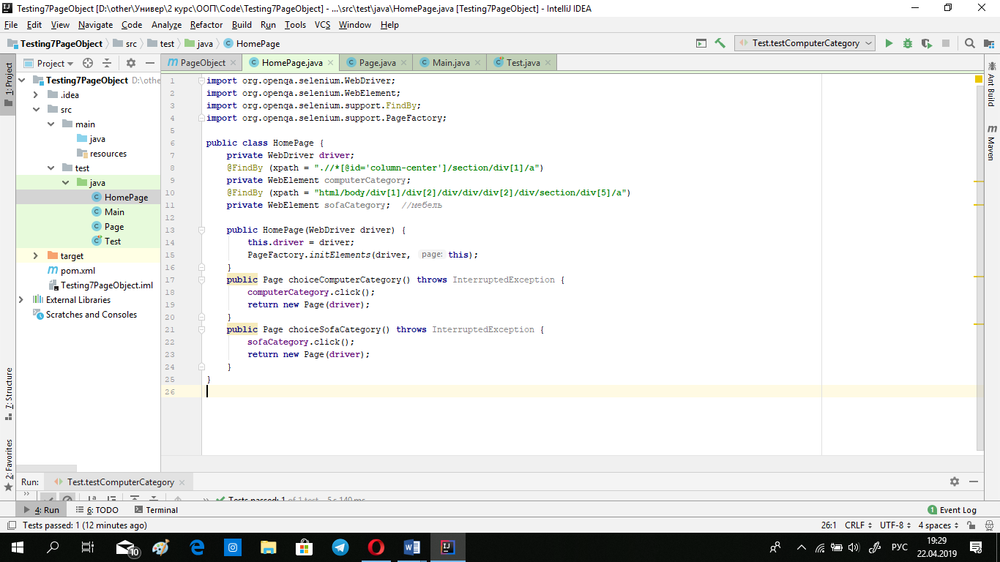 Testing7PageObject [D:\other\Универ\2 курс\ООП\Code\Testing7PageObject] - ...\src\test\java\HomePage.java [Testing7PageObject] - IntelliJ IDEA
File Edit View Navigate Code Analyze Refactor Build Run Tools VCS Window Help
Testing7PageObject src test java HomePage Test.testComputerCategory
1: Project
Project
PageObject HomePage.java Page.java Main.java Test.java
Testing7PageObject D:\othe
.idea
src
main
java
resources
test
java
HomePage
Main
Page
Test
target
pom.xml
Testing7PageObject.iml
External Libraries
Scratches and Consoles
1 import org.openqa.selenium.WebDriver;
2 import org.openqa.selenium.WebElement;
3 import org.openqa.selenium.support.FindBy;
4 import org.openqa.selenium.support.PageFactory;
5
6 public class HomePage {
7 private WebDriver driver;
8 @FindBy (xpath = ".//*[@id='column-center']/section/div[1]/a")
9 private WebElement computerCategory;
10 @FindBy (xpath = "html/body/div[1]/div[2]/div/div/div[2]/div/section/div[5]/a")
11 private WebElement sofaCategory; //мебель
12
13 public HomePage(WebDriver driver) {
14 this.driver = driver;
15 PageFactory.initElements(driver, page: this);
16 }
17 public Page choiceComputerCategory() throws InterruptedException {
18 computerCategory.click();
19 return new Page(driver);
20 }
21 public Page choiceSofaCategory() throws InterruptedException {
22 sofaCategory.click();
23 return new Page(driver);
24 }
25 }
26
Ant Build
Maven
7: Structure
2: Favorites
Run: Test.testComputerCategory
Tests passed: 1 of 1 test – 5 s 140 ms
4: Run 6: TODO Terminal 1 Event Log
Tests passed: 1 (12 minutes ago) 26:1 CRLF UTF-8 4 spaces
10
РУС
19:29
22.04.2019